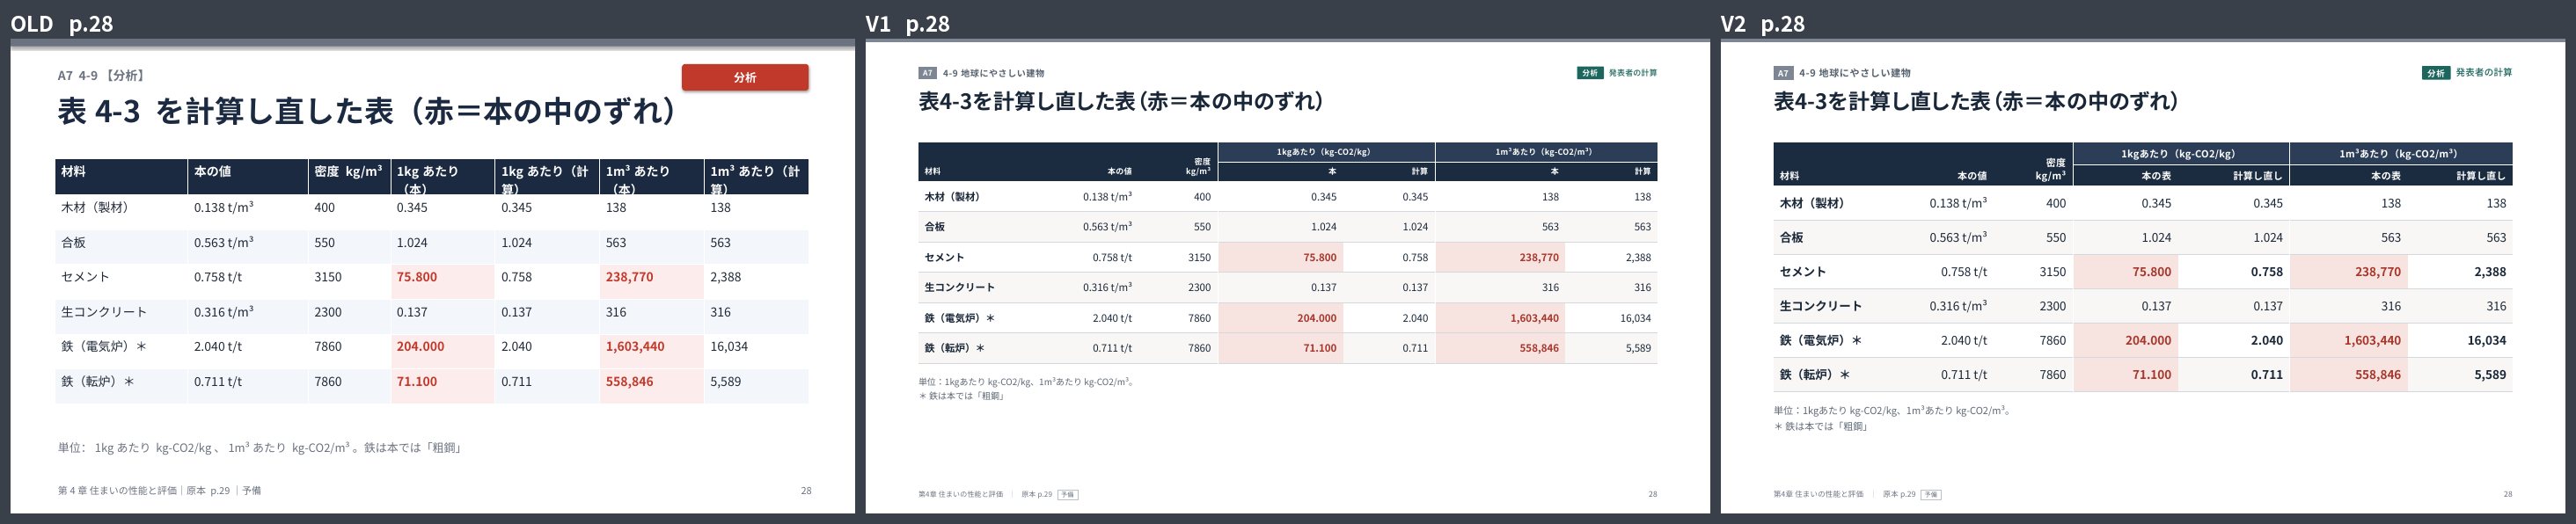 OLD p.28
A7 4-9 【分析】
分析
表 4-3 を計算し直した表（赤＝本の中のずれ）
材料 本の値 密度 kg/m³ 1kg あたり（本） 1kg あたり（計算） 1m³ あたり（本） 1m³ あたり（計算）
木材（製材） 0.138 t/m³ 400 0.345 0.345 138 138
合板 0.563 t/m³ 550 1.024 1.024 563 563
セメント 0.758 t/t 3150 75.800 0.758 238,770 2,388
生コンクリート 0.316 t/m³ 2300 0.137 0.137 316 316
鉄（電気炉）＊ 2.040 t/t 7860 204.000 2.040 1,603,440 16,034
鉄（転炉）＊ 0.711 t/t 7860 71.100 0.711 558,846 5,589
単位： 1kg あたり kg-CO2/kg 、 1m³ あたり kg-CO2/m³ 。鉄は本では「粗鋼」
第 4 章 住まいの性能と評価｜原本 p.29 ｜予備
28
V1 p.28
A7 4-9 地球にやさしい建物
分析 発表者の計算
表4-3を計算し直した表（赤＝本の中のずれ）
1kgあたり（kg-CO2/kg） 1m³あたり（kg-CO2/m³）
材料 本の値 密度 kg/m³ 本 計算 本 計算
木材（製材） 0.138 t/m³ 400 0.345 0.345 138 138
合板 0.563 t/m³ 550 1.024 1.024 563 563
セメント 0.758 t/t 3150 75.800 0.758 238,770 2,388
生コンクリート 0.316 t/m³ 2300 0.137 0.137 316 316
鉄（電気炉）＊ 2.040 t/t 7860 204.000 2.040 1,603,440 16,034
鉄（転炉）＊ 0.711 t/t 7860 71.100 0.711 558,846 5,589
単位：1kgあたり kg-CO2/kg、1m³あたり kg-CO2/m³。
＊ 鉄は本では「粗鋼」
第4章 住まいの性能と評価 ｜ 原本 p.29 予備
28
V2 p.28
A7 4-9 地球にやさしい建物
分析 発表者の計算
表4-3を計算し直した表（赤＝本の中のずれ）
1kgあたり（kg-CO2/kg） 1m³あたり（kg-CO2/m³）
材料 本の値 密度 kg/m³ 本の表 計算し直し 本の表 計算し直し
木材（製材） 0.138 t/m³ 400 0.345 0.345 138 138
合板 0.563 t/m³ 550 1.024 1.024 563 563
セメント 0.758 t/t 3150 75.800 0.758 238,770 2,388
生コンクリート 0.316 t/m³ 2300 0.137 0.137 316 316
鉄（電気炉）＊ 2.040 t/t 7860 204.000 2.040 1,603,440 16,034
鉄（転炉）＊ 0.711 t/t 7860 71.100 0.711 558,846 5,589
単位：1kgあたり kg-CO2/kg、1m³あたり kg-CO2/m³。
＊ 鉄は本では「粗鋼」
第4章 住まいの性能と評価 ｜ 原本 p.29 予備
28